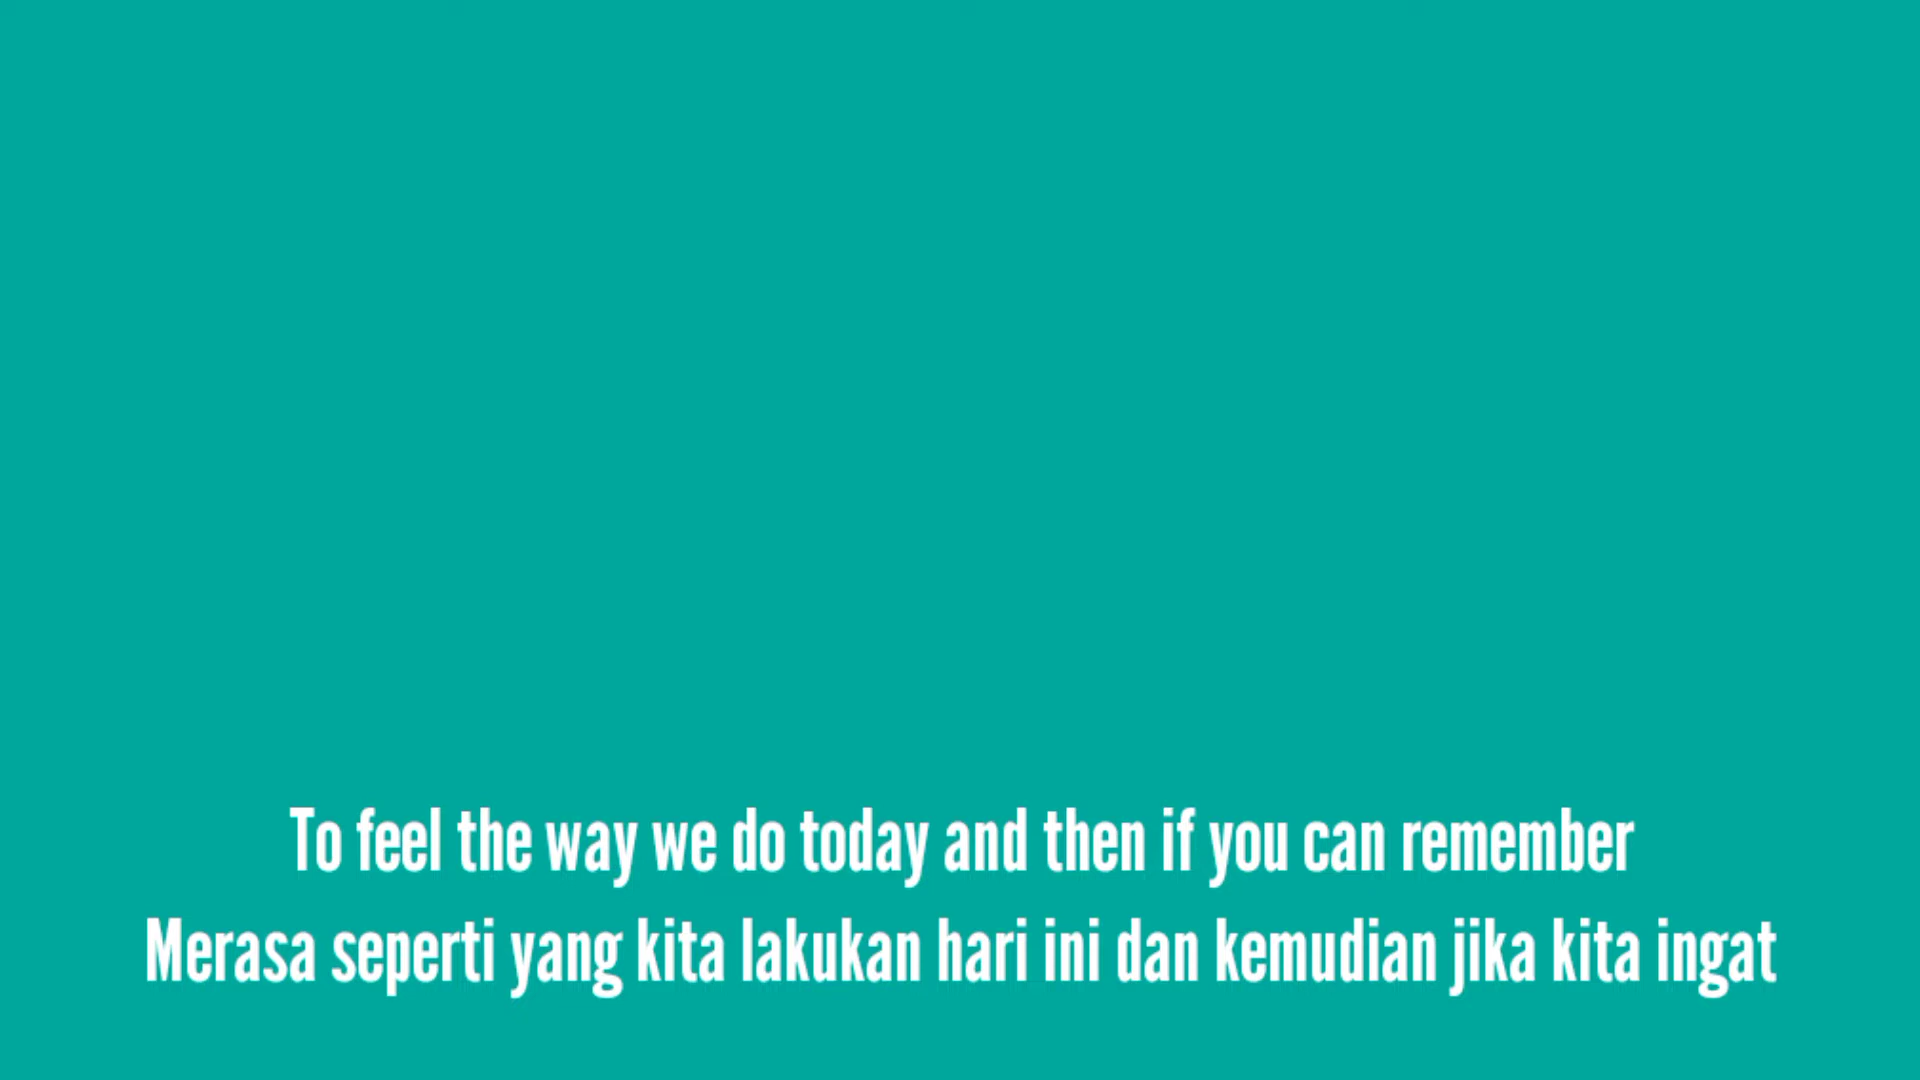 To feel the way we do today and then if you can remember
Merasa seperti yang kita lakukan hari ini dan kemudian jika kita ingat